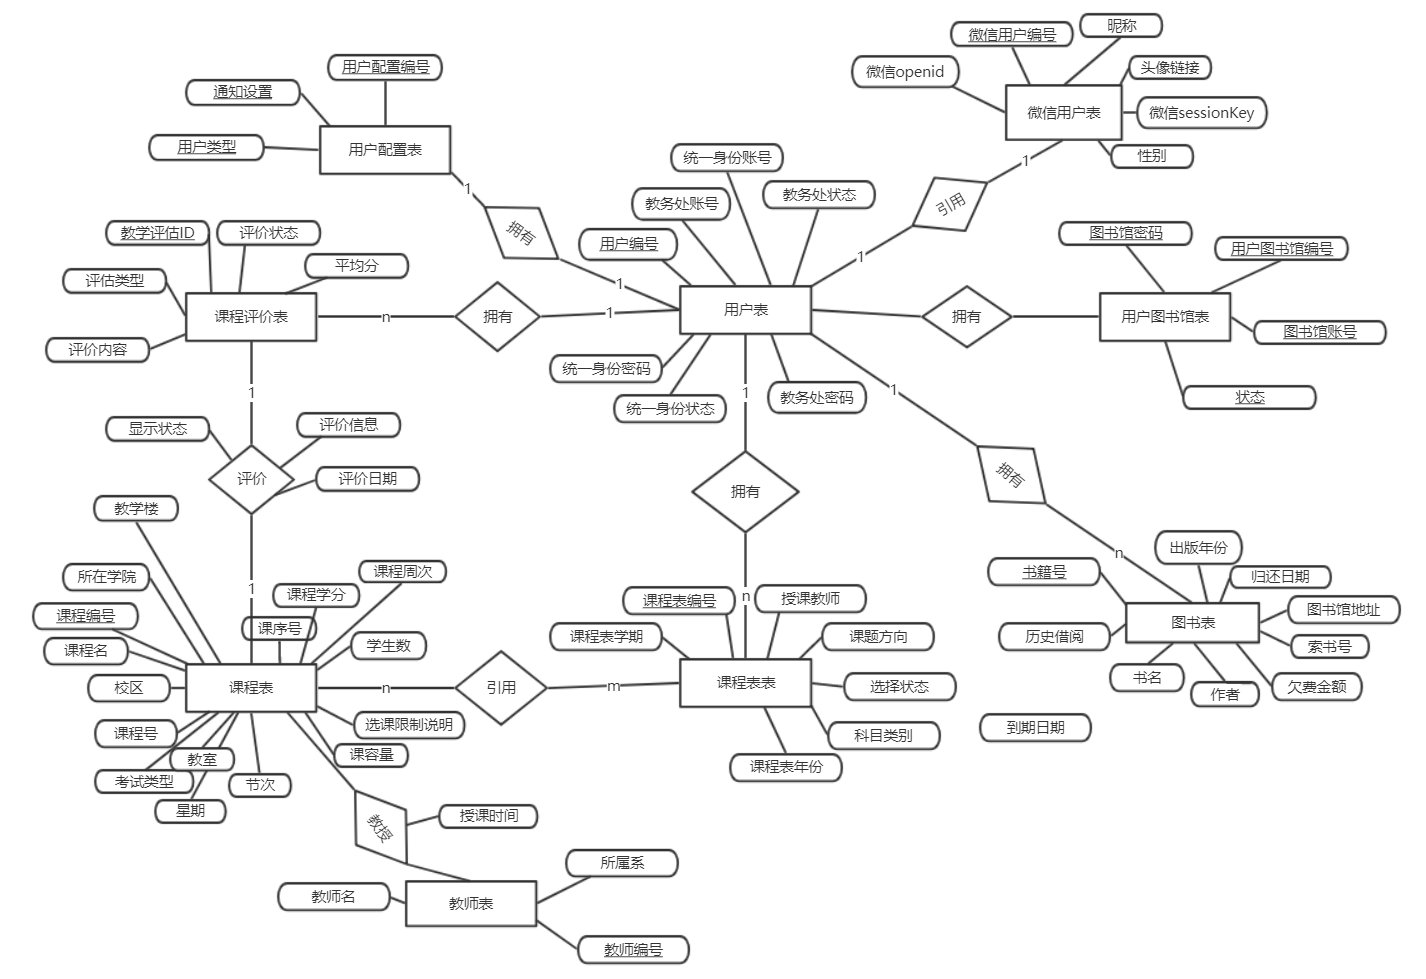 微信用户编号
昵称
用户配置编号
头像链接
微信openid
通知设置
微信用户表
微信sessionKey
用户类型
用户配置表
统一身份账号
性别
1
1
教务处状态
教务处账号
引用
教学评估ID
评价状态
拥有
用户编号
图书馆密码
用户图书馆编号
1
平均分
评估类型
1
课程评价表
n
拥有
1
用户表
拥有
用户图书馆表
图书馆账号
评价内容
统一身份密码
1
1
1
教务处密码
状态
统一身份状态
显示状态
评价信息
评价
评价日期
拥有
拥有
教学楼
n
出版年份
所在学院
课程周次
书籍号
归还日期
1
课程学分
n
课程表编号
授课教师
图书馆地址
课程编号
课序号
图书表
课程表学期
课题方向
历史借阅
索书号
课程名
学生数
书名
校区
课程表
n
引用
m
课程表表
选择状态
作者
欠费金额
选课限制说明
到期日期
课程号
科目类别
教室
课容量
课程表年份
考试类型
节次
星期
教授
授课时间
所属系
教师名
教师表
教师编号